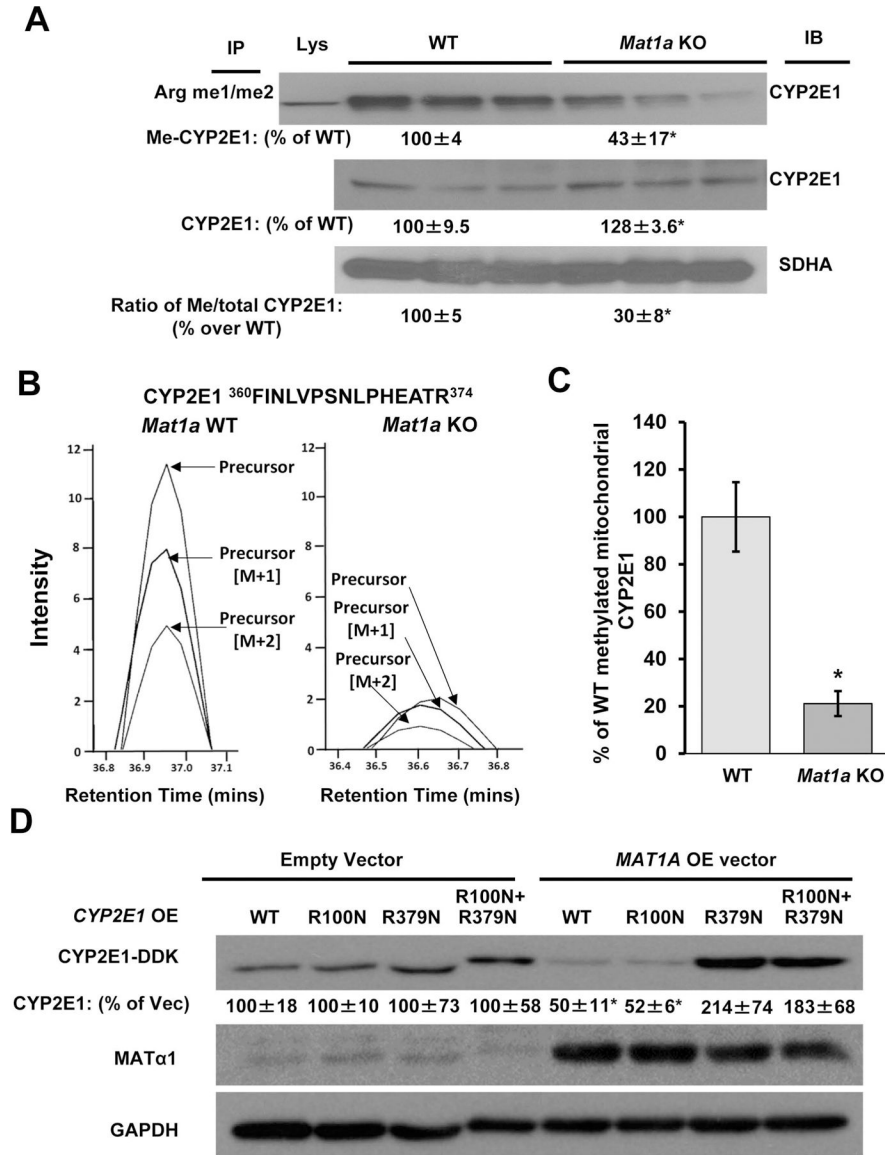 A
IP Lys WT Mat1a KO IB
Arg me1/me2 CYP2E1
Me-CYP2E1: (% of WT) 100±4 43±17*
CYP2E1
CYP2E1: (% of WT) 100±9.5 128±3.6*
SDHA
Ratio of Me/total CYP2E1: 100±5 30±8*
(% over WT)
B
CYP2E1 ³⁶⁰FINLVPSNLPHEATR³⁷⁴
Mat1a WT Mat1a KO
Intensity
12
10
8
6
4
2
0
Precursor
Precursor
[M+1]
Precursor
[M+2]
36.8 36.9 37.0 37.1
Retention Time (mins)
12
10
8
6
4
2
0
Precursor
Precursor
[M+1]
Precursor
[M+2]
36.4 36.5 36.6 36.7 36.8
Retention Time (mins)
C
% of WT methylated mitochondrial
CYP2E1
140
120
100
80
60
40
20
0
*
WT Mat1a KO
D
Empty Vector MAT1A OE vector
CYP2E1 OE WT R100N R379N R100N+ R379N WT R100N R379N R100N+ R379N
CYP2E1-DDK
CYP2E1: (% of Vec) 100±18 100±10 100±73 100±58 50±11* 52±6* 214±74 183±68
MATα1
GAPDH